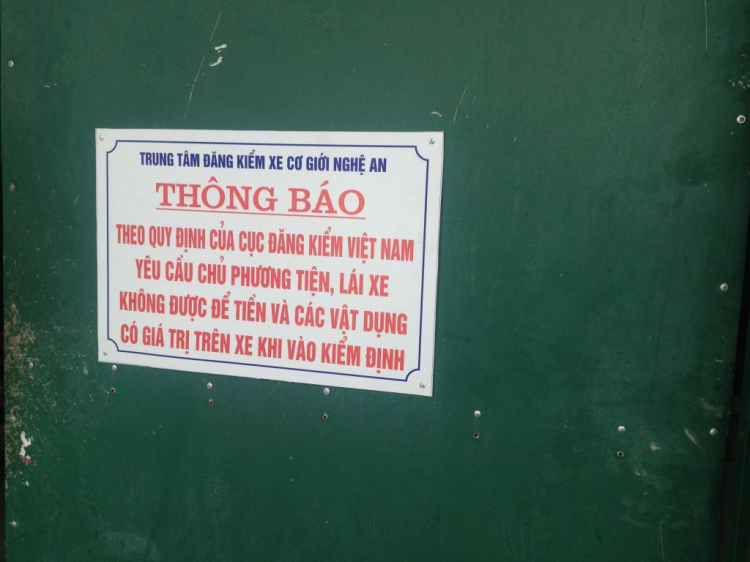 TRUNG TÂM ĐĂNG KIỂM XE CƠ GIỚI NGHỆ AN
THÔNG BÁO
THEO QUY ĐỊNH CỦA CỤC ĐĂNG KIỂM VIỆT NAM
YÊU CẦU CHỦ PHƯƠNG TIỆN, LÁI XE
KHÔNG ĐƯỢC ĐỂ TIỀN VÀ CÁC VẬT DỤNG
CÓ GIÁ TRỊ TRÊN XE KHI VÀO KIỂM ĐỊNH